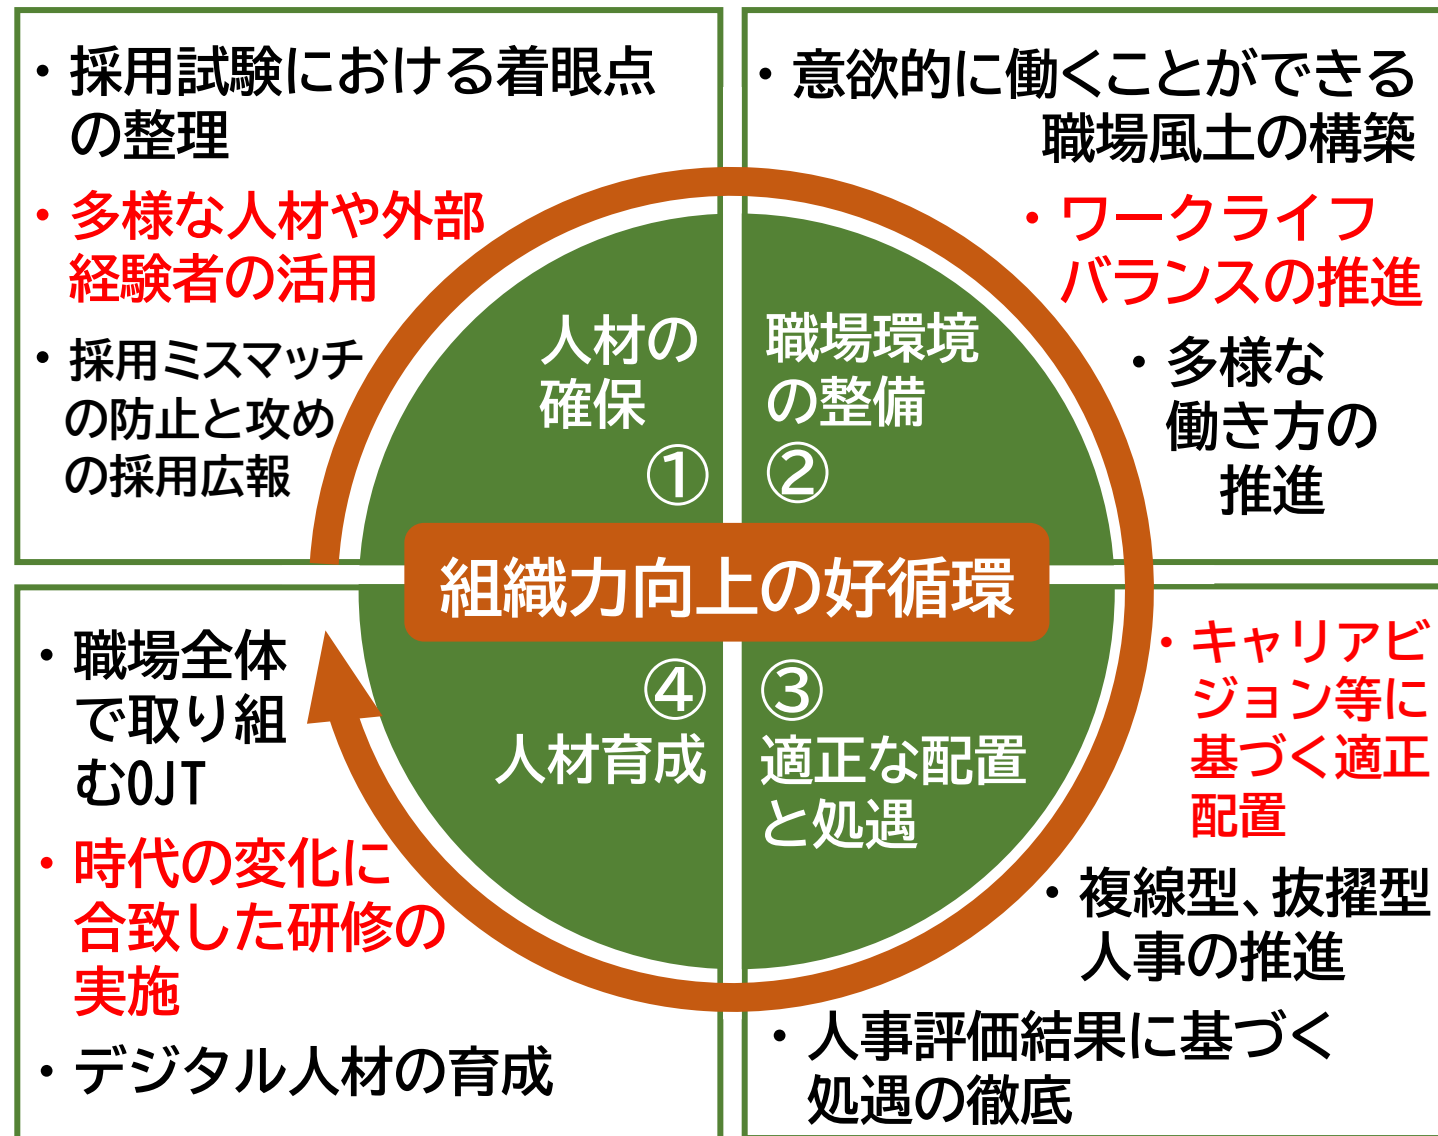 ・採用試験における着眼点
の整理
・多様な人材や外部
経験者の活用
・採用ミスマッチ
の防止と攻め
の採用広報
人材の
確保
①
・意欲的に働くことができる
職場風土の構築
・ワークライフ
バランスの推進
・多様な
働き方の
推進
職場環境
の整備
②
組織力向上の好循環
③
適正な配置
と処遇
・キャリアビ
ジョン等に
基づく適正
配置
・複線型、抜擢型
人事の推進
・人事評価結果に基づく
処遇の徹底
④
人材育成
・職場全体
で取り組
むOJT
・時代の変化に
合致した研修の
実施
・デジタル人材の育成